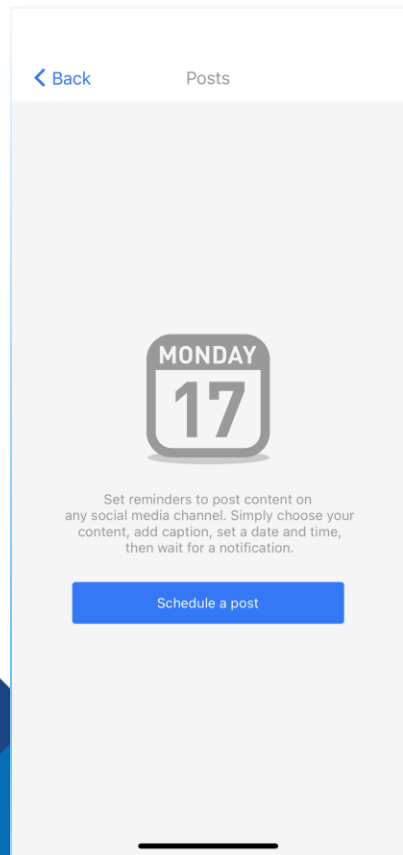 Back
Posts
MONDAY
17
Set reminders to post content on
any social media channel. Simply choose your
content, add caption, set a date and time,
then wait for a notification.
Schedule a post